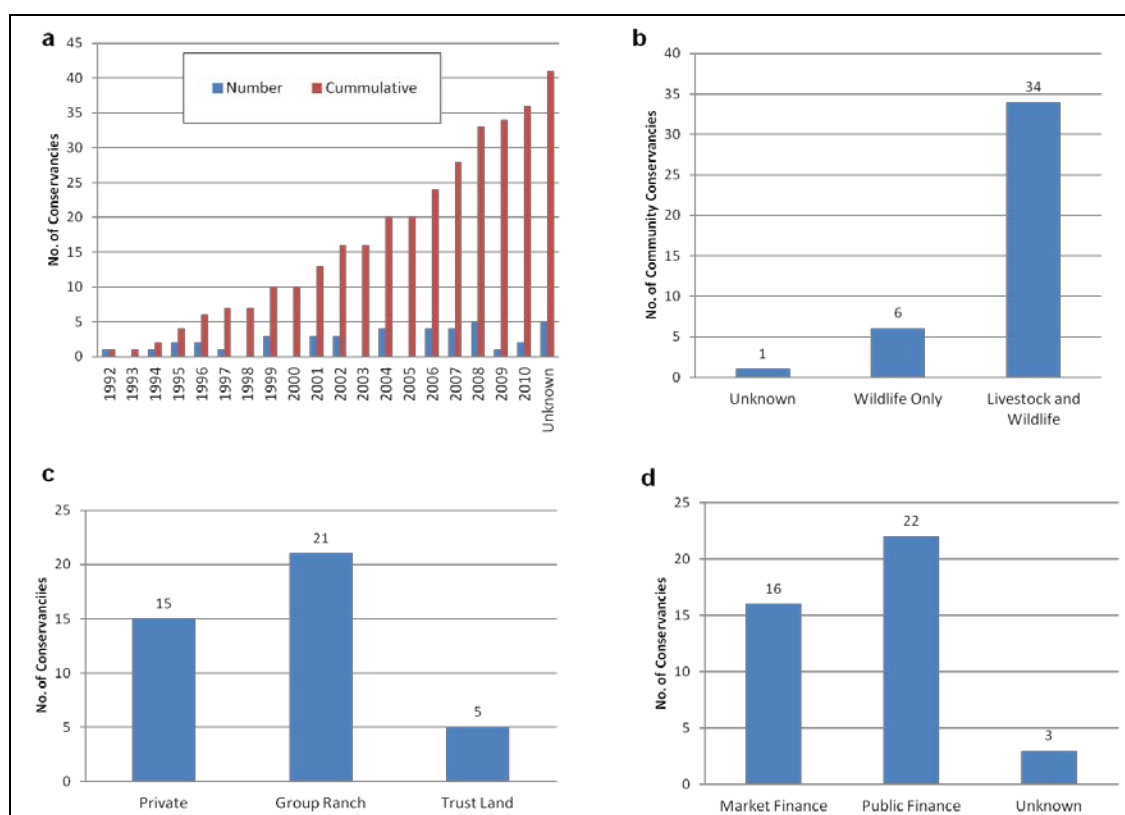 a
45
40
35
30
25
20
15
10
5
0
No. of Conservancies
Number
Cummulative
1992
1993
1994
1995
1996
1997
1998
1999
2000
2001
2002
2003
2004
2005
2006
2007
2008
2009
2010
Unknown
b
40
35
30
25
20
15
10
5
0
No. of Community Conservancies
1
6
34
Unknown
Wildlife Only
Livestock and
Wildlife
c
25
20
15
10
5
0
No. of Conservanciies
15
21
5
Private
Group Ranch
Trust Land
d
25
20
15
10
5
0
No. of Conservancies
16
22
3
Market Finance
Public Finance
Unknown